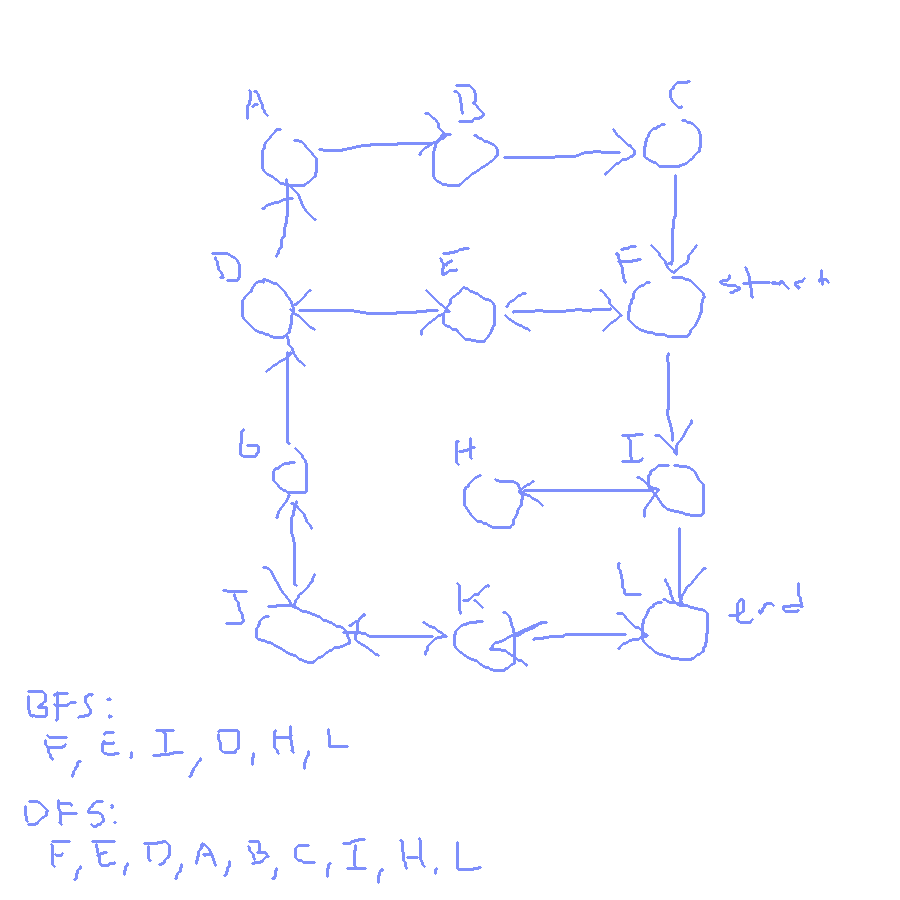 A B C
D E F start
G H I
J K L end
BFS:
F, E, I, D, H, L
DFS:
F, E, D, A, B, C, I, H, L